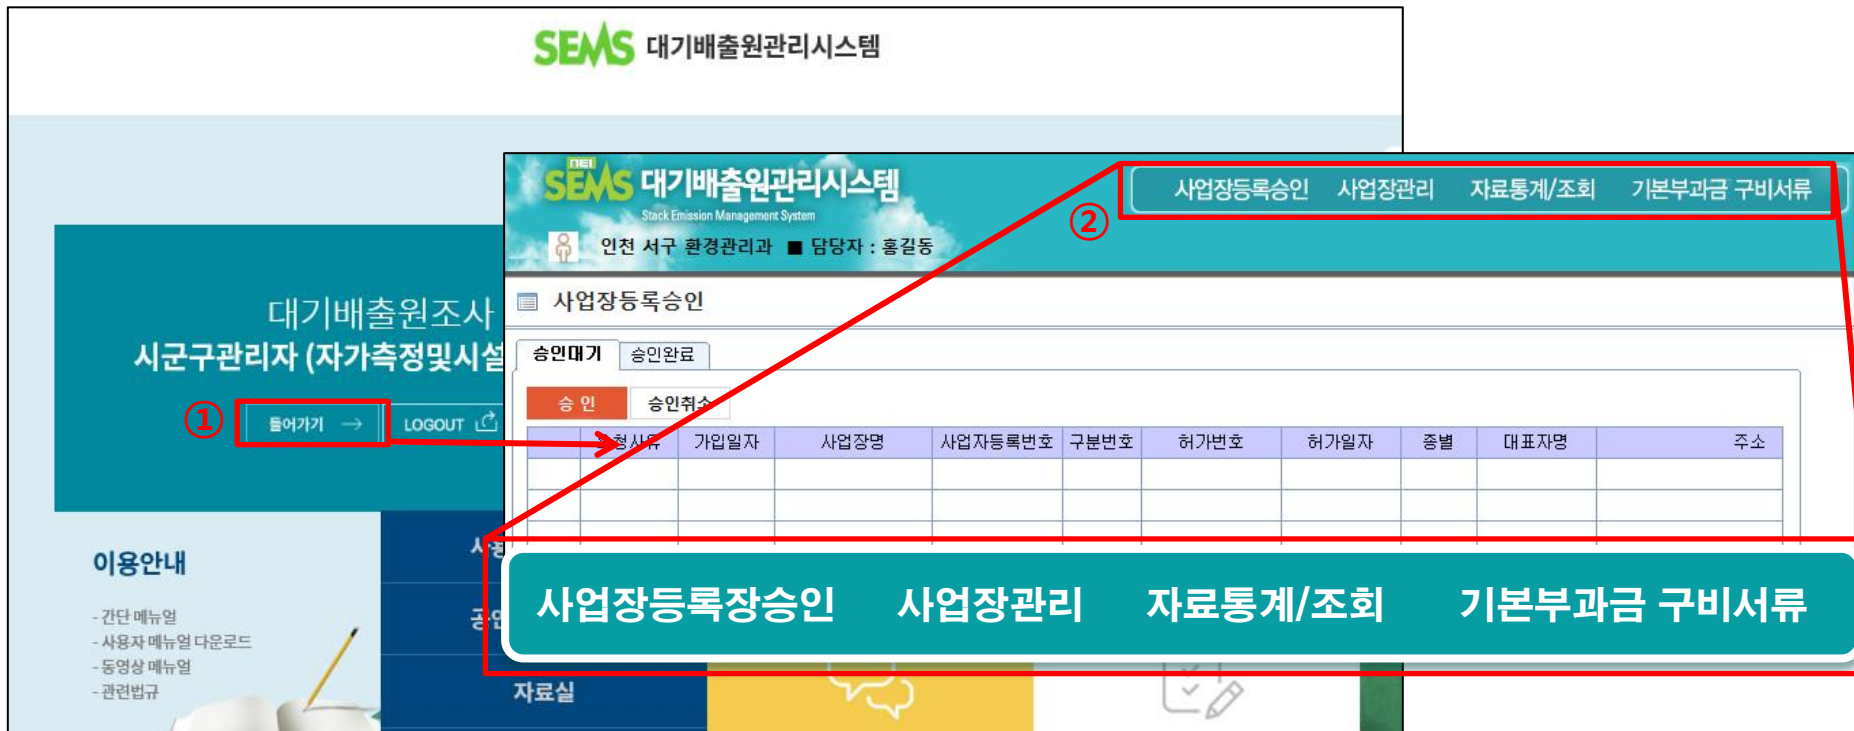 SEMS 대기배출원관리시스템
대기배출원조사
시군구관리자 (자가측정및시설
①
들어가기 →
LOGOUT
이용안내
- 간단 메뉴얼
- 사용자 메뉴얼 다운로드
- 동영상 메뉴얼
- 관련법규
자료실
nEI
SEMS 대기배출원관리시스템
Stack Emission Management System
인천 서구 환경관리과 ■ 담당자 : 홍길동
②
사업장등록승인 사업장관리 자료통계/조회 기본부과금 구비서류
사업장등록승인
승인대기 승인완료
승 인 승인취소
가입일자 사업장명 사업자등록번호 구분번호 허가번호 허가일자 종별 대표자명 주소
사업장등록장승인 사업장관리 자료통계/조회 기본부과금 구비서류